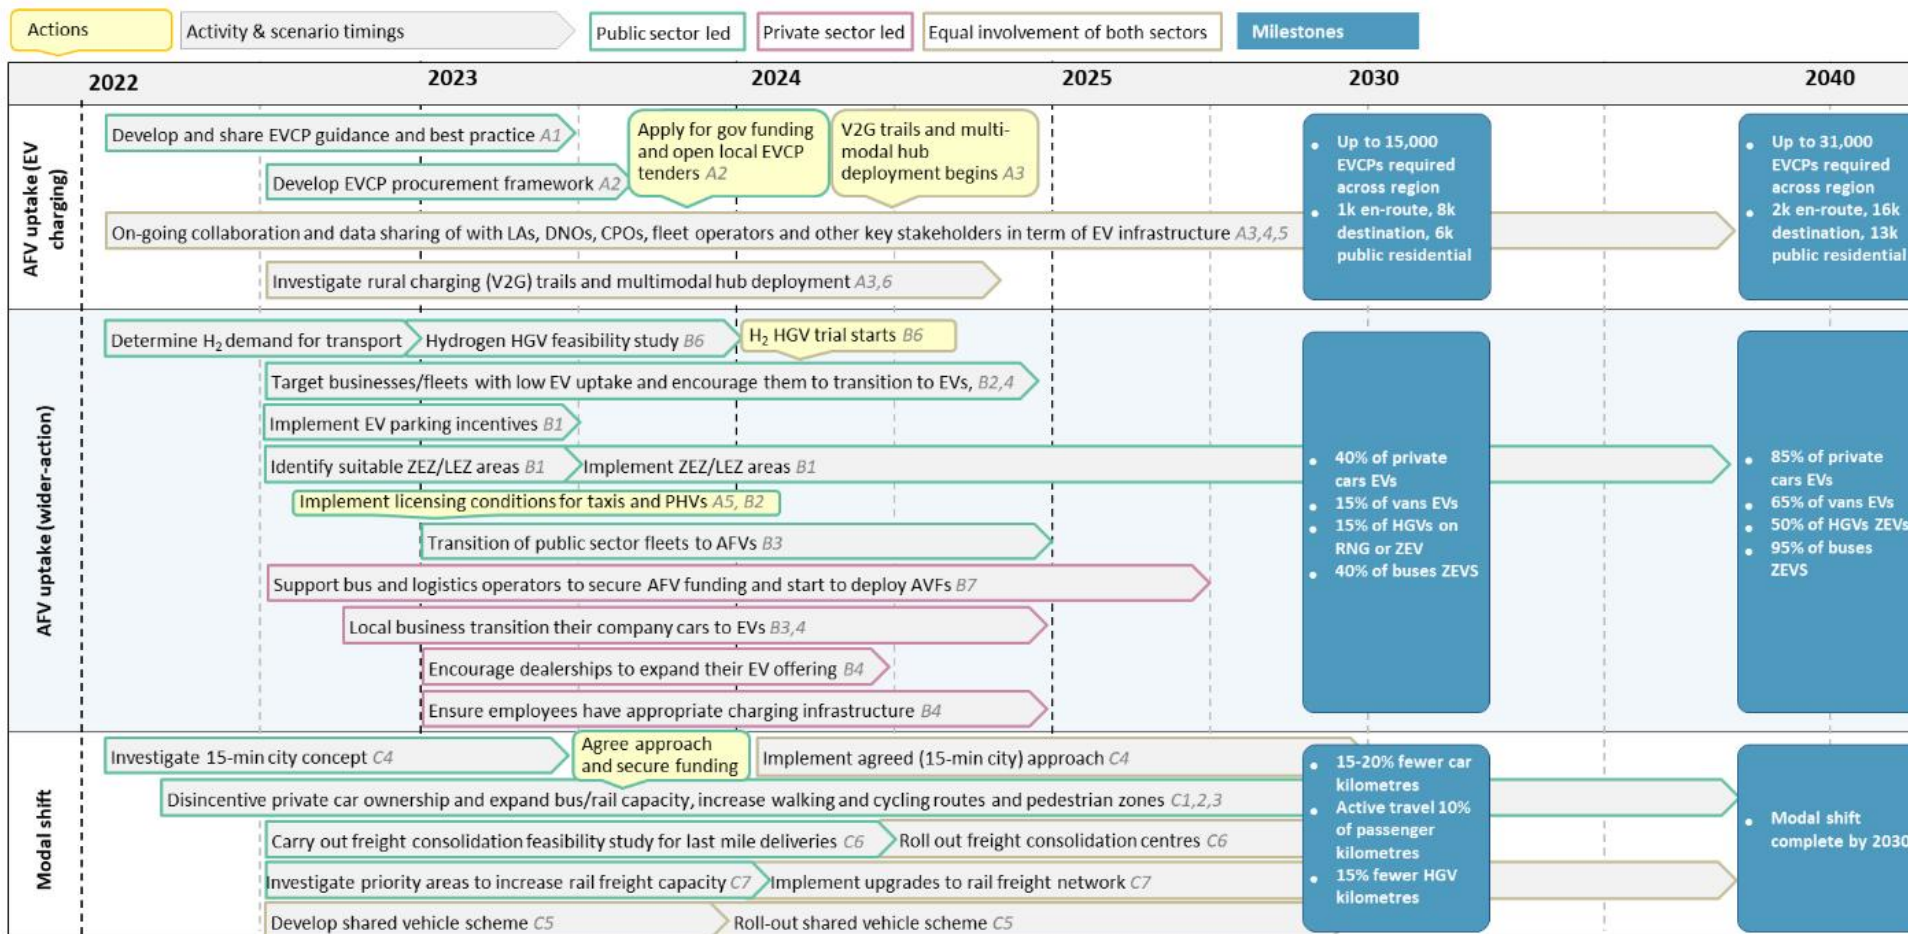 Actions
Activity & scenario timings
Public sector led
Private sector led
Equal involvement of both sectors
Milestones
2022
2023
2024
2025
2030
2040
AFV uptake (EV
charging)
Develop and share EVCP guidance and best practice A1
Develop EVCP procurement framework A2
Apply for gov funding
and open local EVCP
tenders A2
V2G trails and multi-
modal hub
deployment begins A3
On-going collaboration and data sharing of with LAs, DNOs, CPOs, fleet operators and other key stakeholders in term of EV infrastructure A3,4,5
Investigate rural charging (V2G) trails and multimodal hub deployment A3,6
Up to 15,000
EVCPs required
across region
1k en-route, 8k
destination, 6k
public residential
Up to 31,000
EVCPs required
across region
2k en-route, 16k
destination, 13k
public residential
AFV uptake (wider-action)
Determine H2 demand for transport
Hydrogen HGV feasibility study B6
H2 HGV trial starts B6
Target businesses/fleets with low EV uptake and encourage them to transition to EVs, B2,4
Implement EV parking incentives B1
Identify suitable ZEZ/LEZ areas B1
Implement ZEZ/LEZ areas B1
Implement licensing conditions for taxis and PHVs A5, B2
Transition of public sector fleets to AFVs B3
Support bus and logistics operators to secure AFV funding and start to deploy AVFs B7
Local business transition their company cars to EVs B3,4
Encourage dealerships to expand their EV offering B4
Ensure employees have appropriate charging infrastructure B4
40% of private
cars EVs
15% of vans EVs
15% of HGVs on
RNG or ZEV
40% of buses ZEVS
85% of private
cars EVs
65% of vans EVs
50% of HGVs ZEVs
95% of buses
ZEVS
Modal shift
Investigate 15-min city concept C4
Agree approach
and secure funding
Implement agreed (15-min city) approach C4
Disincentive private car ownership and expand bus/rail capacity, increase walking and cycling routes and pedestrian zones C1,2,3
Carry out freight consolidation feasibility study for last mile deliveries C6
Roll out freight consolidation centres C6
Investigate priority areas to increase rail freight capacity C7
Implement upgrades to rail freight network C7
Develop shared vehicle scheme C5
Roll-out shared vehicle scheme C5
15-20% fewer car
kilometres
Active travel 10%
of passenger
kilometres
15% fewer HGV
kilometres
Modal shift
complete by 2030